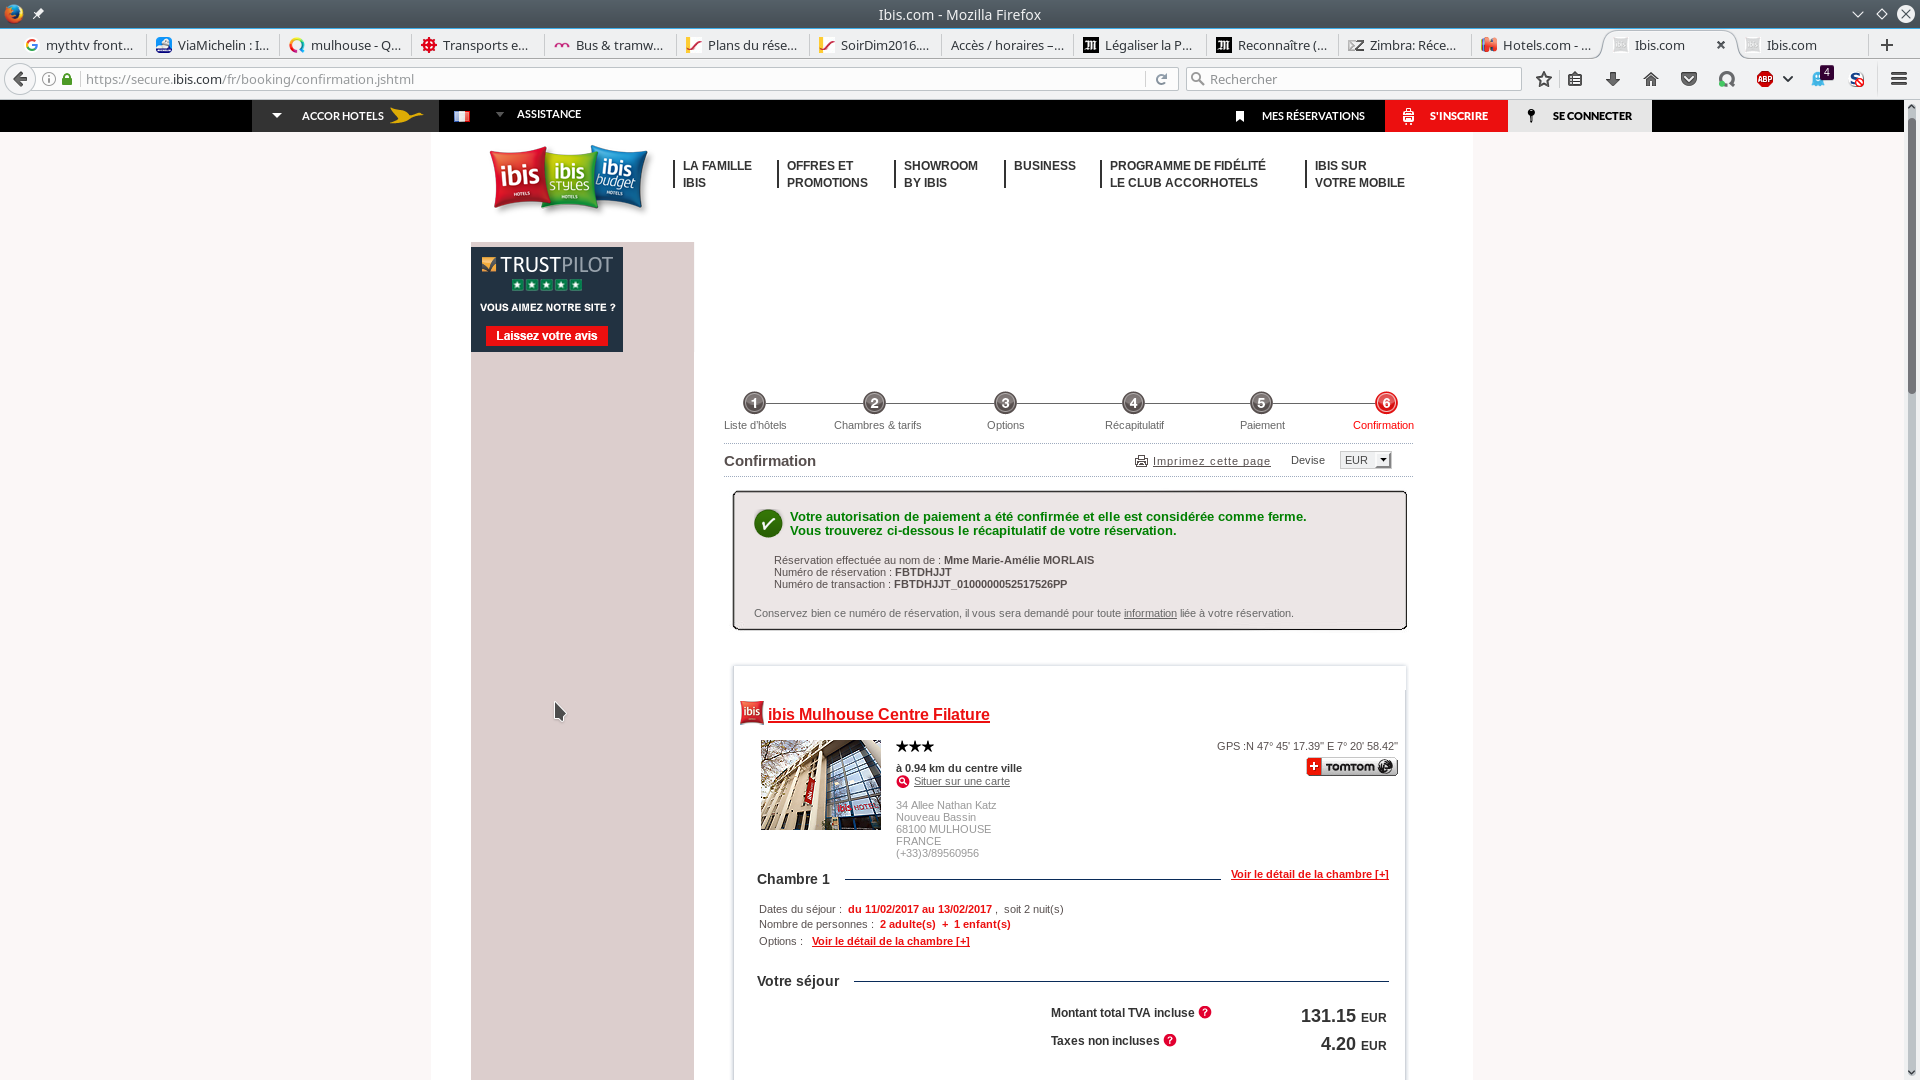 Ibis.com - Mozilla Firefox
mythtv front...
ViaMichelin : I...
mulhouse - Q...
Transports e...
Bus & tramw...
Plans du rése...
SoirDim2016....
Accès / horaires –...
Légaliser la P...
Reconnaître (...
Zimbra: Réce...
Hotels.com - ...
Ibis.com
Ibis.com
https://secure.ibis.com/fr/booking/confirmation.jshtml
Rechercher
ABP
4
ACCOR HOTELS
ASSISTANCE
MES RÉSERVATIONS
S'INSCRIRE
SE CONNECTER
ibis HOTELS
ibis STYLES HOTELS
ibis budget HOTELS
LA FAMILLE
IBIS
OFFRES ET
PROMOTIONS
SHOWROOM
BY IBIS
BUSINESS
PROGRAMME DE FIDÉLITÉ
LE CLUB ACCORHOTELS
IBIS SUR
VOTRE MOBILE
TRUSTPILOT
VOUS AIMEZ NOTRE SITE ?
Laissez votre avis
1 2 3 4 5 6
Liste d'hôtels
Chambres & tarifs
Options
Récapitulatif
Paiement
Confirmation
Confirmation
Imprimez cette page
Devise
EUR
Votre autorisation de paiement a été confirmée et elle est considérée comme ferme.
Vous trouverez ci-dessous le récapitulatif de votre réservation.
Réservation effectuée au nom de : Mme Marie-Amélie MORLAIS
Numéro de réservation : FBTDHJJT
Numéro de transaction : FBTDHJJT_0100000052517526PP
Conservez bien ce numéro de réservation, il vous sera demandé pour toute information liée à votre réservation.
ibis
ibis Mulhouse Centre Filature
GPS :N 47° 45' 17.39'' E 7° 20' 58.42''
TOMTOM
à 0.94 km du centre ville
Situer sur une carte
34 Allee Nathan Katz
Nouveau Bassin
68100 MULHOUSE
FRANCE
(+33)3/89560956
Chambre 1
Voir le détail de la chambre [+]
Dates du séjour : du 11/02/2017 au 13/02/2017 , soit 2 nuit(s)
Nombre de personnes : 2 adulte(s) + 1 enfant(s)
Options : Voir le détail de la chambre [+]
Votre séjour
Montant total TVA incluse ?
131.15 EUR
Taxes non incluses ?
4.20 EUR